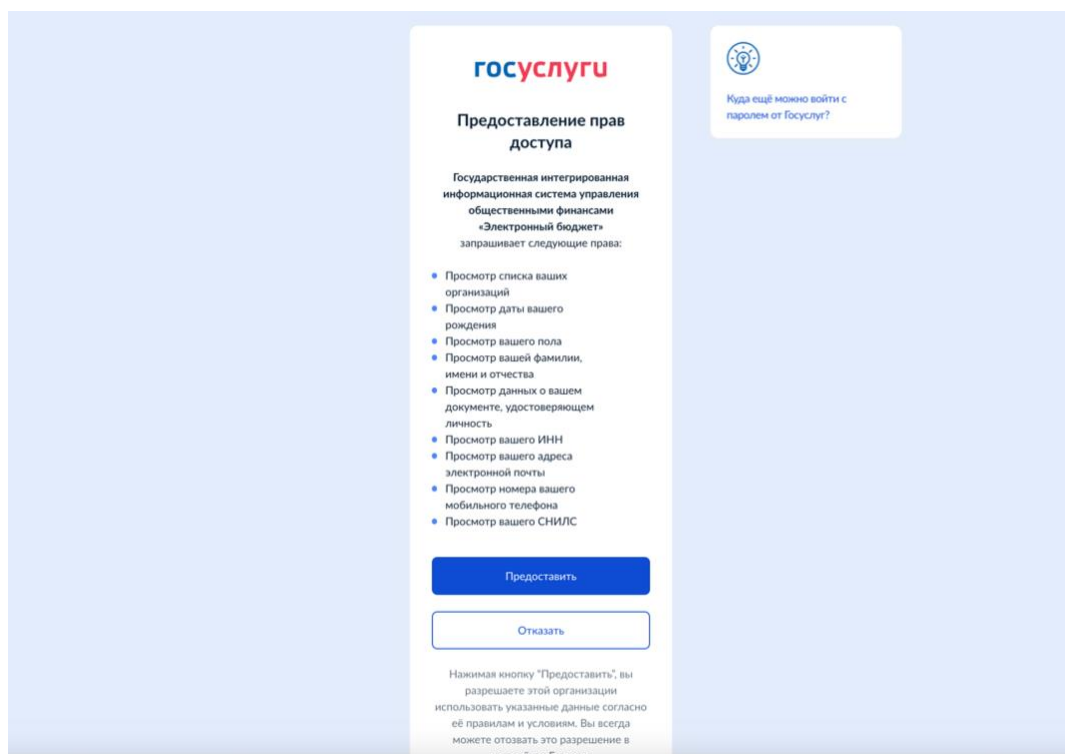 госуслуги
Предоставление прав
доступа
Государственная интегрированная
информационная система управления
общественными финансами
«Электронный бюджет»
запрашивает следующие права:
Просмотр списка ваших
организаций
Просмотр даты вашего
рождения
Просмотр вашего пола
Просмотр вашей фамилии,
имени и отчества
Просмотр данных о вашем
документе, удостоверяющем
личность
Просмотр вашего ИНН
Просмотр вашего адреса
электронной почты
Просмотр номера вашего
мобильного телефона
Просмотр вашего СНИЛС
Предоставить
Отказать
Нажимая кнопку "Предоставить", вы
разрешаете этой организации
использовать указанные данные согласно
её правилам и условиям. Вы всегда
можете отозвать это разрешение в
Куда ещё можно войти с
паролем от Госуслуг?